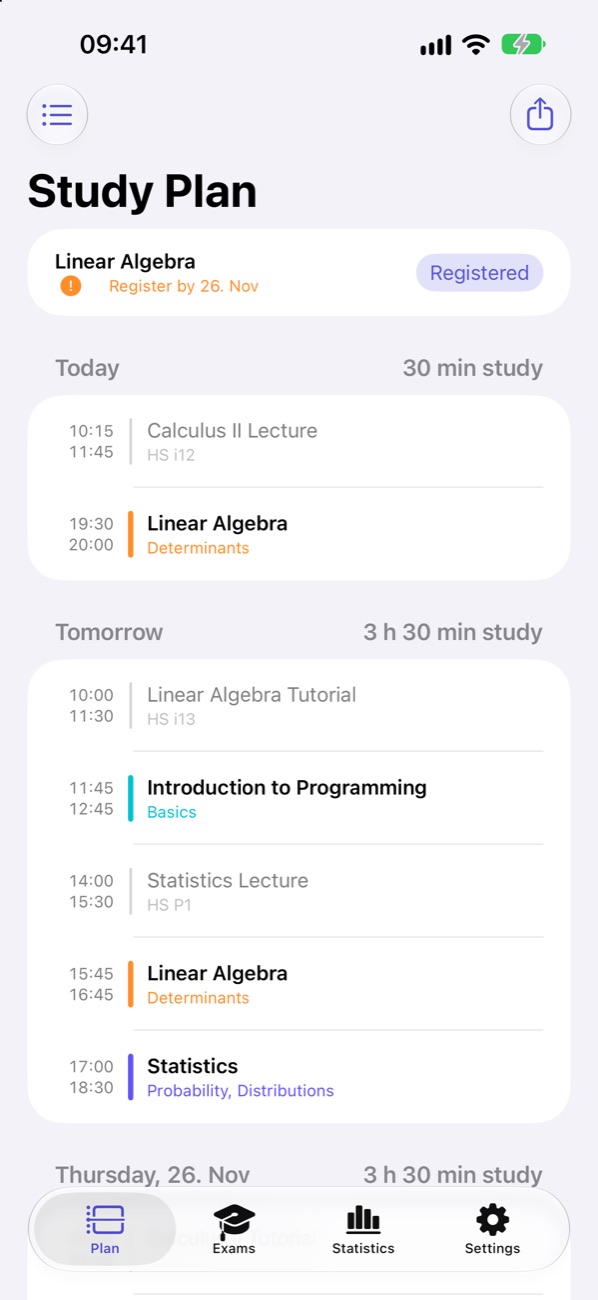 09:41
Study Plan
Linear Algebra
! Register by 26. Nov
Registered
Today 30 min study
10:15 Calculus II Lecture
11:45 HS i12
19:30 Linear Algebra
20:00 Determinants
Tomorrow 3 h 30 min study
10:00 Linear Algebra Tutorial
11:30 HS i13
11:45 Introduction to Programming
12:45 Basics
14:00 Statistics Lecture
15:30 HS P1
15:45 Linear Algebra
16:45 Determinants
17:00 Statistics
18:30 Probability, Distributions
Thursday, 26. Nov 3 h 30 min study
Plan Exams Statistics Settings